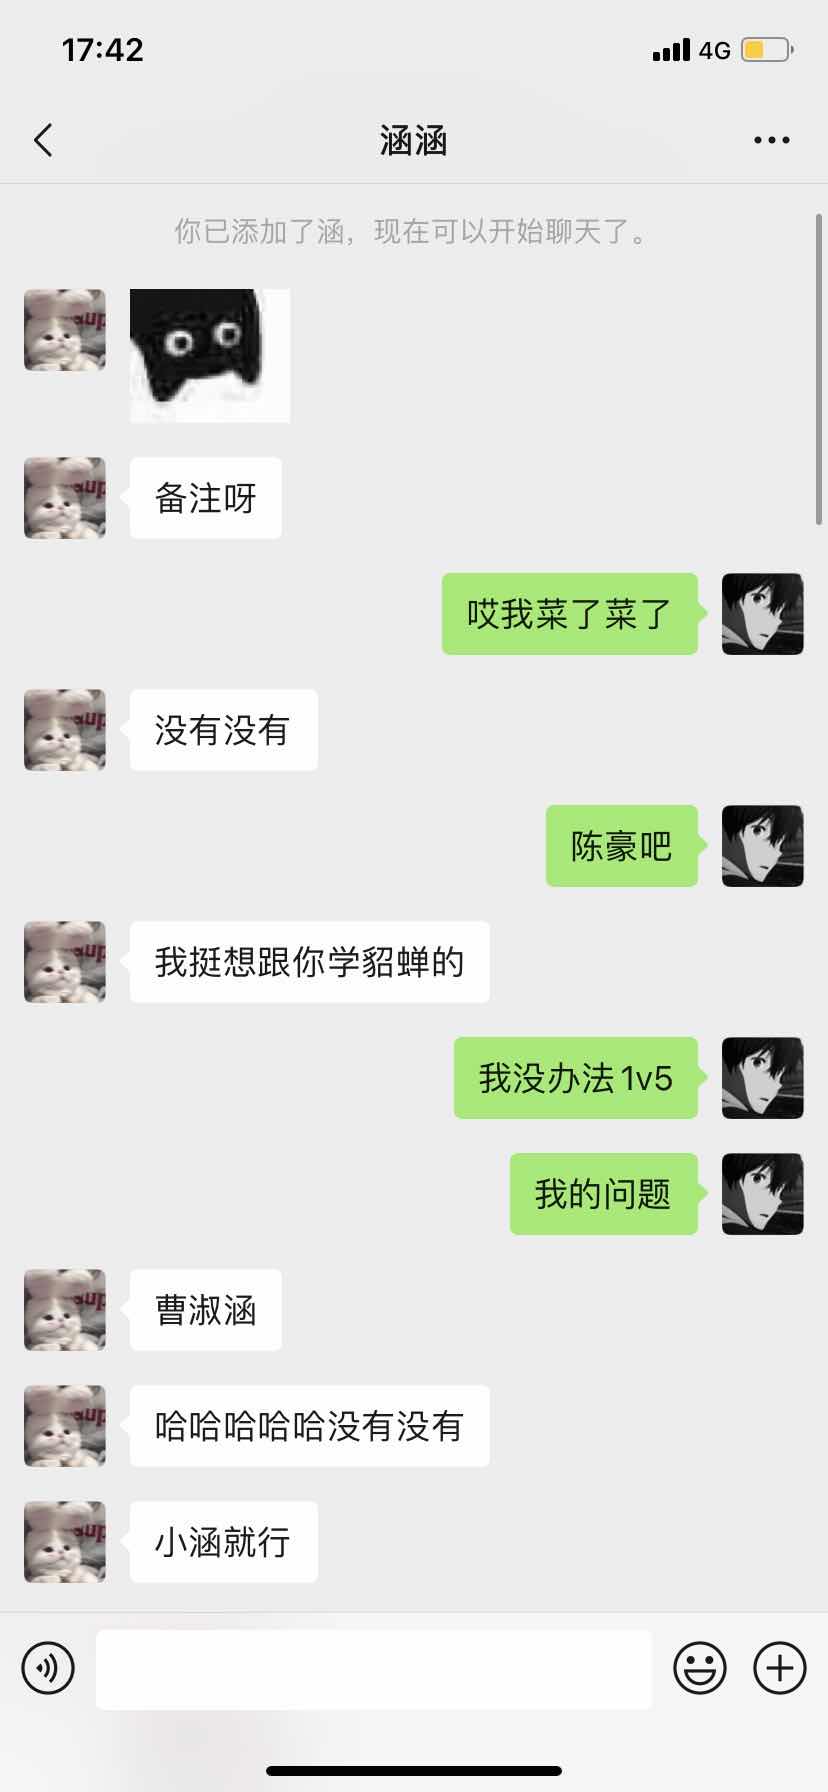 17:42
4G
涵涵
你已添加了涵，现在可以开始聊天了。
备注呀
哎我菜了菜了
没有没有
陈豪吧
我挺想跟你学貂蝉的
我没办法1v5
我的问题
曹淑涵
哈哈哈哈哈没有没有
小涵就行